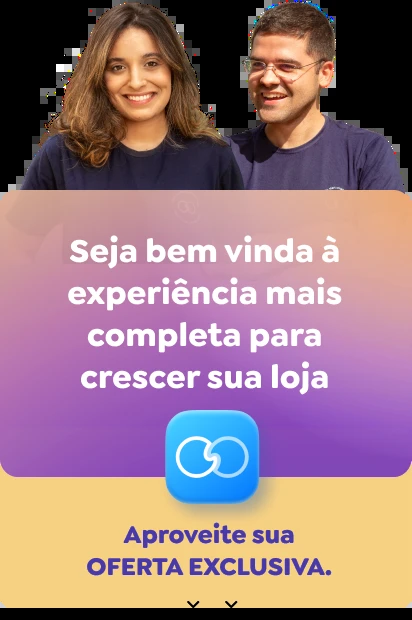 Seja bem vinda à
experiência mais
completa para
crescer sua loja
Aproveite sua
OFERTA EXCLUSIVA.